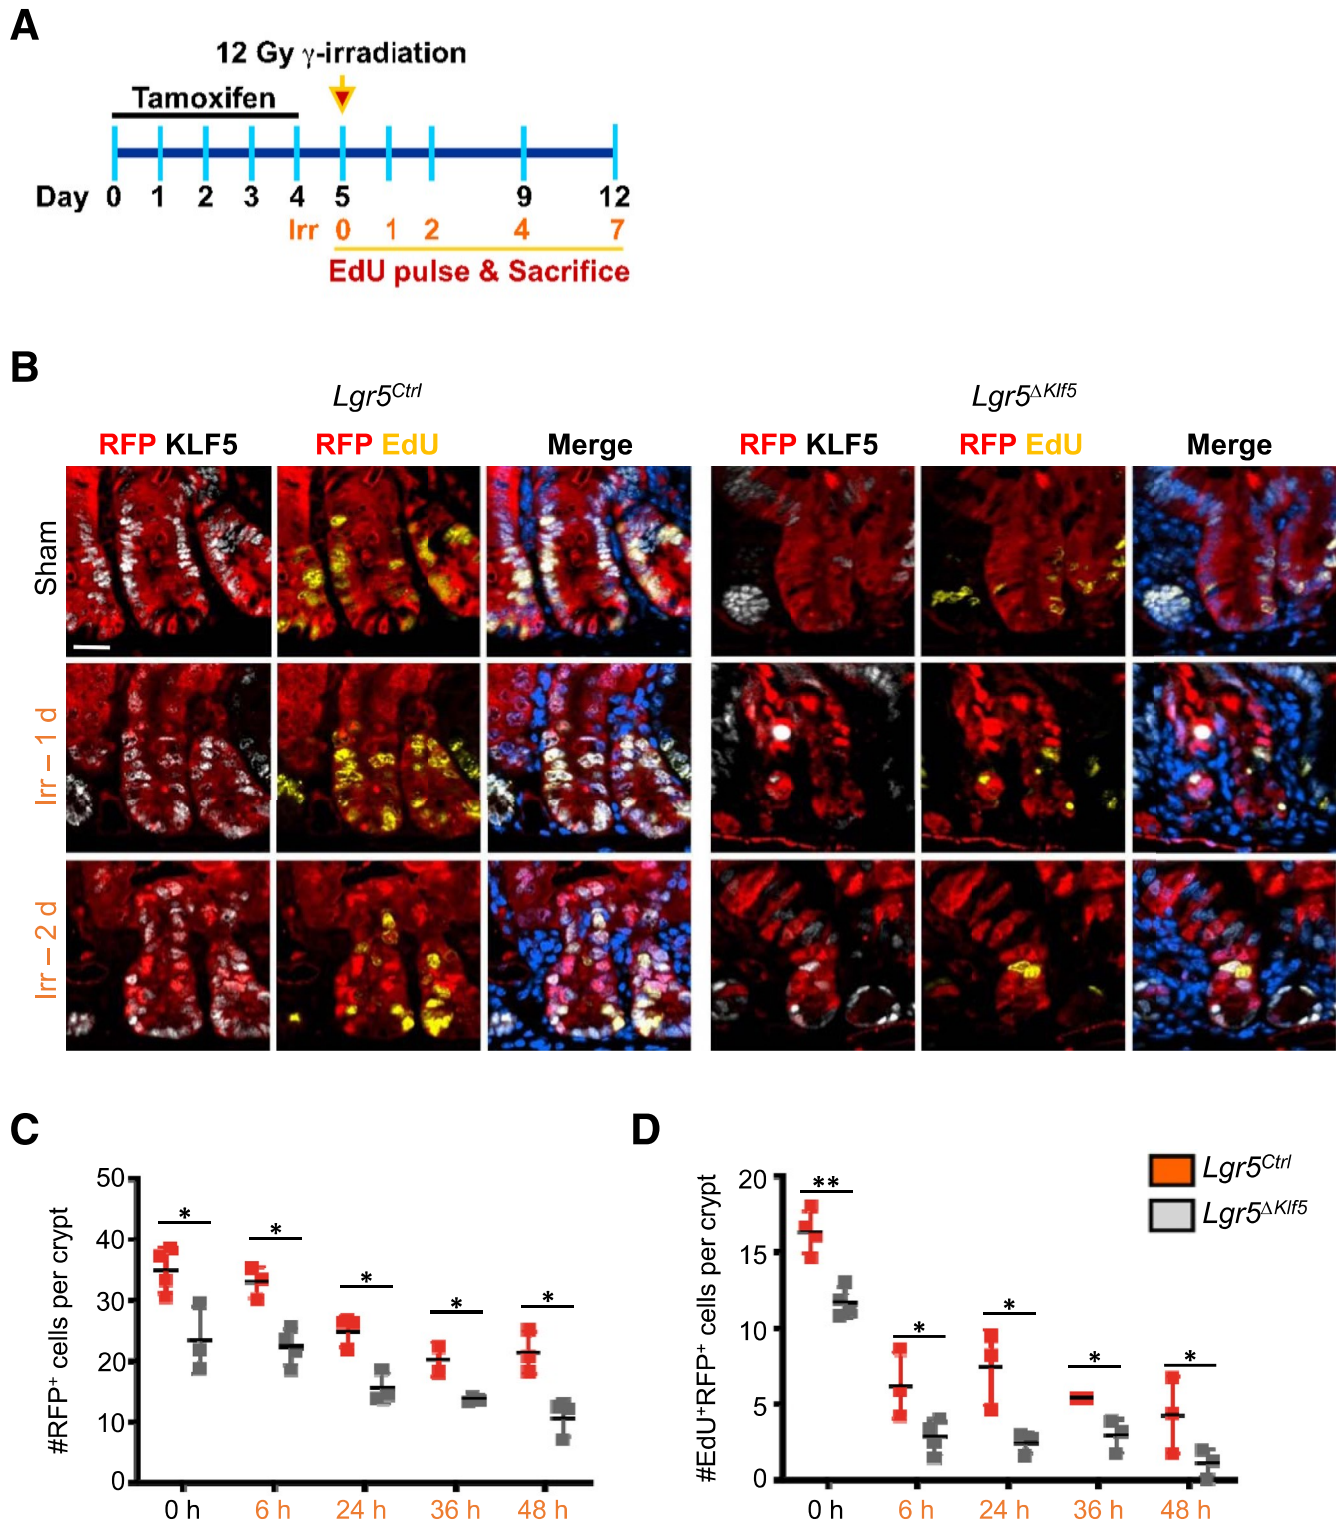 A
12 Gy γ-irradiation
Tamoxifen
Day 0 1 2 3 4 5 9 12
Irr 0 1 2 4 7
EdU pulse & Sacrifice
B
Lgr5Ctrl Lgr5ΔKlf5
RFP KLF5 RFP EdU Merge RFP KLF5 RFP EdU Merge
Sham
Irr – 1 d
Irr – 2 d
C
#RFP+ cells per crypt
50
40
30
20
10
0
* * * * *
0 h 6 h 24 h 36 h 48 h
D
#EdU+RFP+ cells per crypt
20
15
10
5
0
** * * * *
0 h 6 h 24 h 36 h 48 h
Lgr5Ctrl
Lgr5ΔKlf5